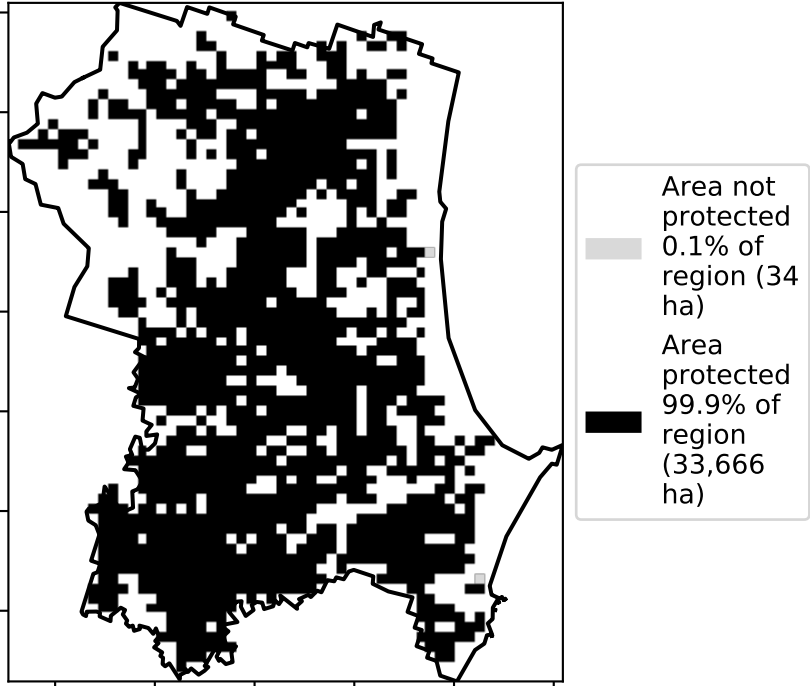 Area not
protected
0.1% of
region (34
ha)
Area
protected
99.9% of
region
(33,666
ha)